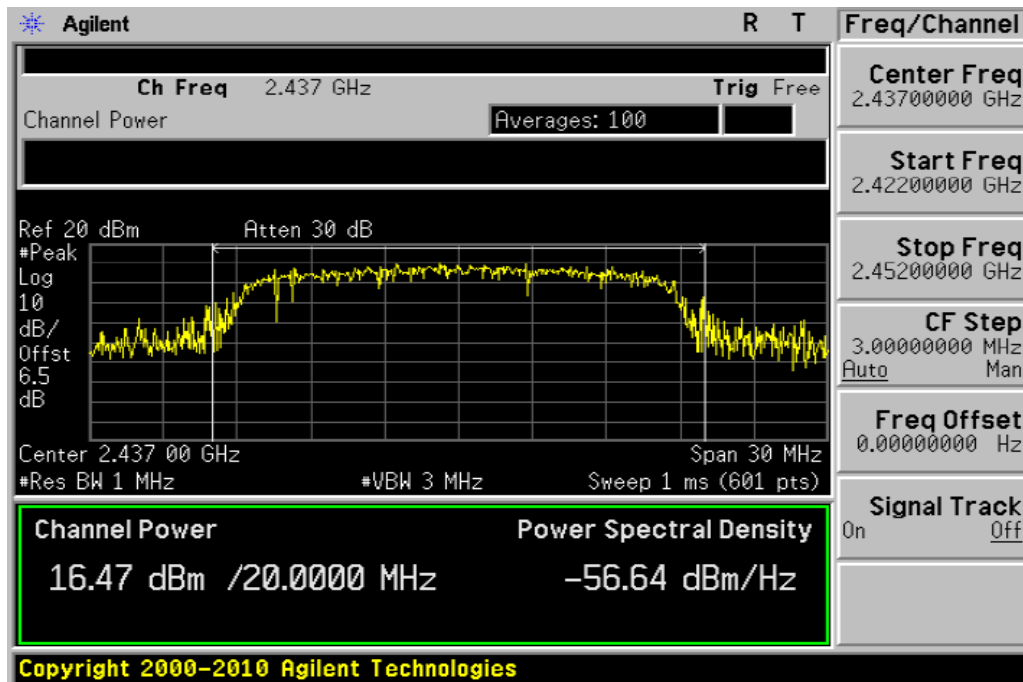 Agilent R T Freq/Channel
Ch Freq 2.437 GHz Trig Free
Channel Power Averages: 100
Ref 20 dBm Atten 30 dB
#Peak
Log
10
dB/
Offst
6.5
dB
Center 2.437 00 GHz Span 30 MHz
#Res BW 1 MHz #VBW 3 MHz Sweep 1 ms (601 pts)
Channel Power Power Spectral Density
16.47 dBm /20.0000 MHz -56.64 dBm/Hz
Center Freq
2.43700000 GHz
Start Freq
2.42200000 GHz
Stop Freq
2.45200000 GHz
CF Step
3.00000000 MHz
Auto Man
Freq Offset
0.00000000 Hz
Signal Track
On Off
Copyright 2000-2010 Agilent Technologies